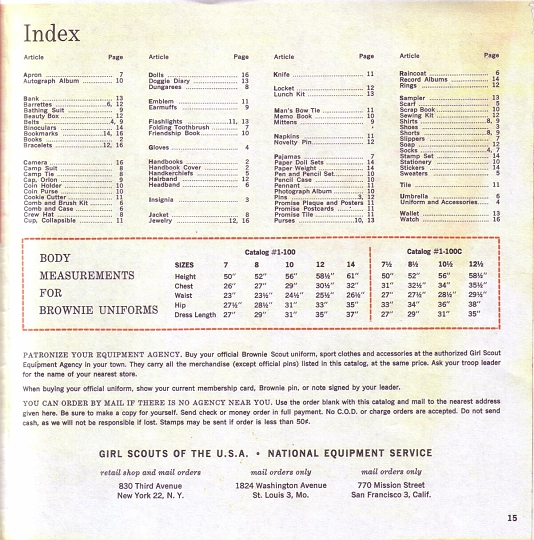 Index
Article Page
Apron 7
Autograph Album 10
Bank 13
Barrettes 6, 12
Bathing Suit 9
Beauty Box 12
Belts 4, 9
Binoculars 14
Bookmarks 14, 16
Books 2
Bracelets 12, 16
Camera 16
Camp Suit 8
Camp Tie 8
Cap, Orlon 9
Coin Holder 10
Coin Purse 10
Cookie Cutter 11
Comb and Brush Kit 6
Comb and Case 6
Crew Hat 8
Cup, Collapsible 11
Article Page
Dolls 16
Doggie Diary 13
Dungarees 8
Emblem 11
Earmuffs 9
Flashlights 11, 13
Folding Toothbrush 7
Friendship Book 10
Gloves 4
Handbooks 2
Handbook Cover 2
Handkerchiefs 5
Hairband 12
Headband 6
Insignia 3
Jacket 8
Jewelry 12, 16
Article Page
Knife 11
Locket 12
Lunch Kit 13
Man's Bow Tie 11
Memo Book 10
Mittens 9
Napkins 11
Novelty Pin 12
Pajamas 7
Paper Doll Sets 14
Paper Weight 14
Pen and Pencil Set 10
Pencil Case 10
Pennant 11
Photograph Album 10
Pins 3, 12
Promise Plaque and Posters 11
Promise Postcards 11
Promise Tile 11
Purses 10, 13
Article Page
Raincoat 6
Record Albums 14
Rings 12
Sampler 13
Scarf 5
Scrap Book 10
Sewing Kit 12
Shirts 8, 9
Shoes 3
Shorts 8, 9
Slippers 7
Soap 12
Socks 4, 7
Stamp Set 14
Stationery 10
Stickers 14
Sweaters 5
Tile 11
Umbrella 6
Uniform and Accessories 4
Wallet 13
Watch 16
BODY
MEASUREMENTS
FOR
BROWNIE UNIFORMS
Catalog #1-100 Catalog #1-100C
SIZES 7 8 10 12 14 7½ 8½ 10½ 12½
Height 50" 52" 56" 58½" 61" 50" 52" 56" 58½"
Chest 26" 27" 29" 30½" 32" 31" 32½" 34" 35½"
Waist 23" 23½" 24½" 25½" 26½" 27" 27½" 28½" 29½"
Hip 27½" 28½" 31" 33" 35" 33" 34" 36" 38"
Dress Length 27" 29" 31" 35" 37" 27" 29" 31" 35"
PATRONIZE YOUR EQUIPMENT AGENCY. Buy your official Brownie Scout uniform, sport clothes and accessories at the authorized Girl Scout
Equipment Agency in your town. They carry all the merchandise (except official pins) listed in this catalog, at the same price. Ask your troop leader
for the name of your nearest store.
When buying your official uniform, show your current membership card, Brownie pin, or note signed by your leader.
YOU CAN ORDER BY MAIL IF THERE IS NO AGENCY NEAR YOU. Use the order blank with this catalog and mail to the nearest address
given here. Be sure to make a copy for yourself. Send check or money order in full payment. No C.O.D. or charge orders are accepted. Do not send
cash, as we will not be responsible if lost. Stamps may be sent if order is less than 50¢.
GIRL SCOUTS OF THE U.S.A. • NATIONAL EQUIPMENT SERVICE
retail shop and mail orders mail orders only mail orders only
830 Third Avenue 1824 Washington Avenue 770 Mission Street
New York 22, N. Y. St. Louis 3, Mo. San Francisco 3, Calif.
15